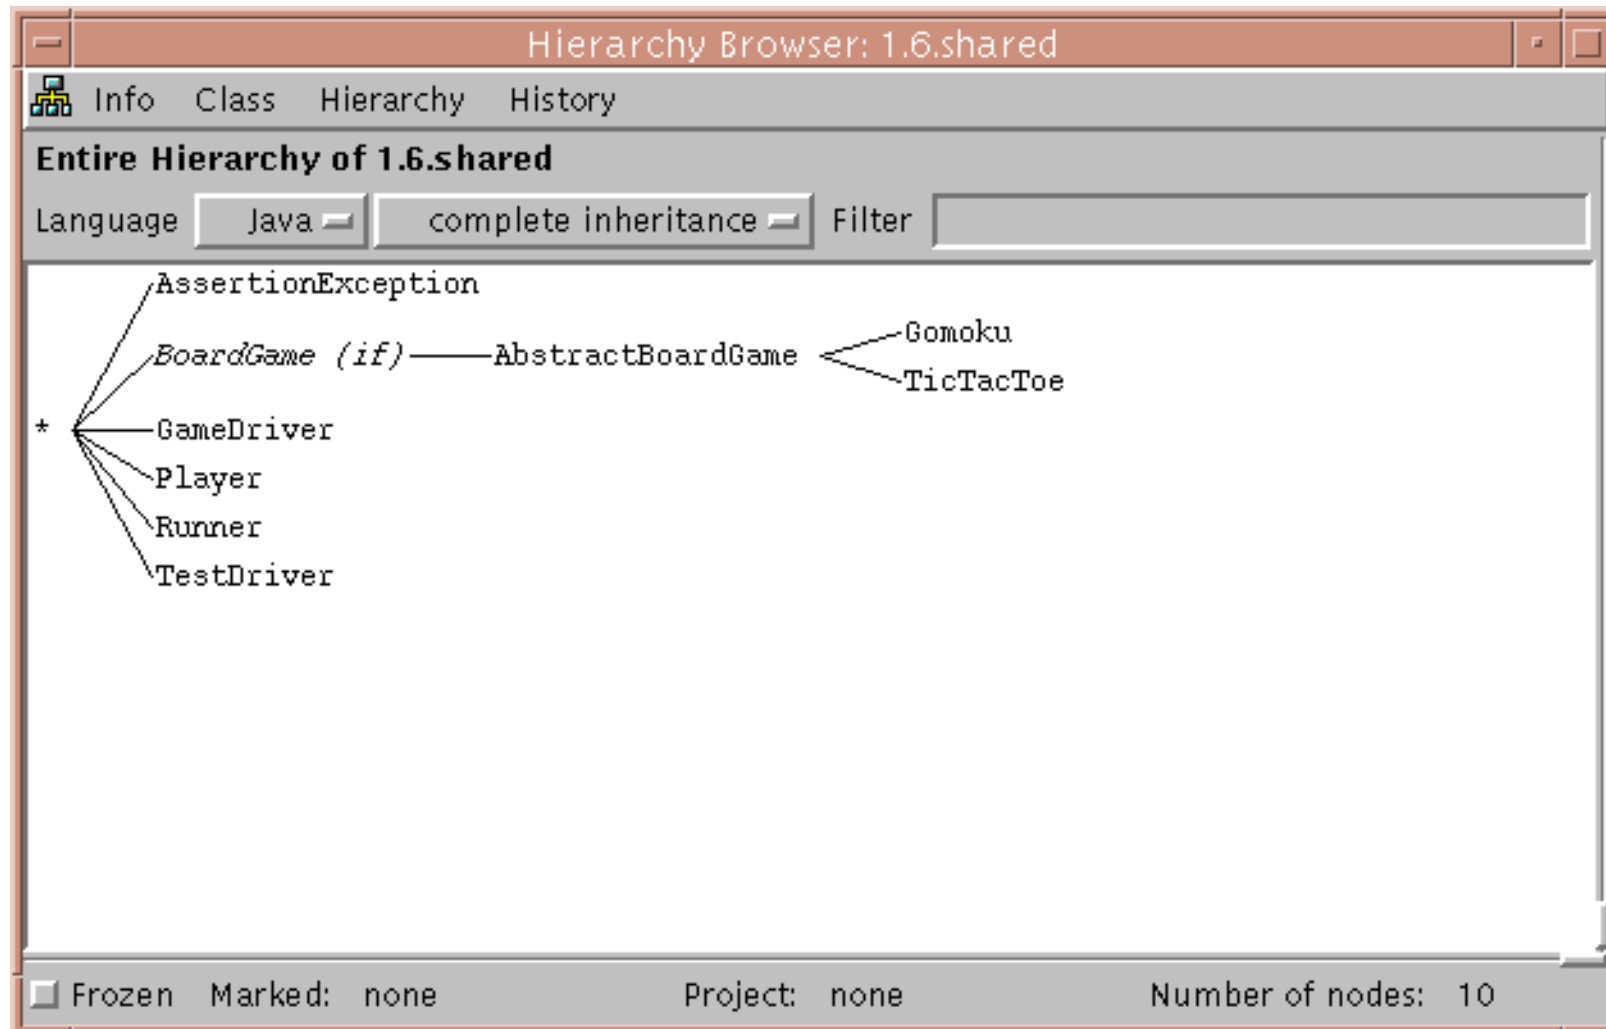 Hierarchy Browser: 1.6.shared
Info Class Hierarchy History
Entire Hierarchy of 1.6.shared
Language Java complete inheritance Filter
AssertionException
Gomoku
BoardGame (if) AbstractBoardGame
TicTacToe
* GameDriver
Player
Runner
TestDriver
Frozen Marked: none Project: none Number of nodes: 10